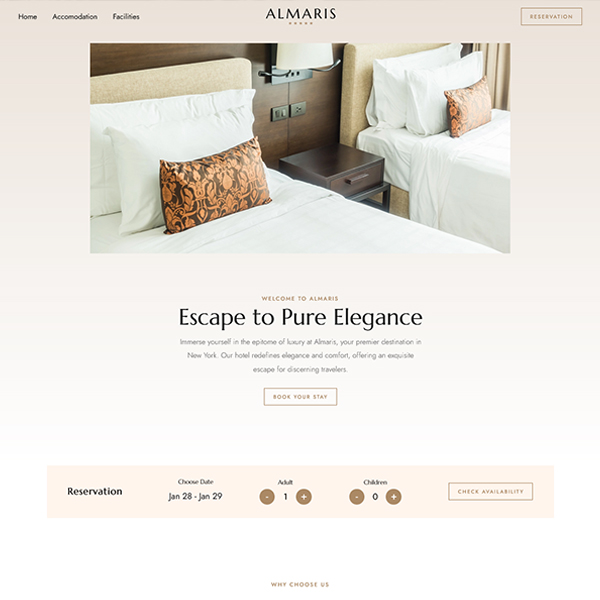 Home Accomodation Facilities
ALMARIS
RESERVATION
WELCOME TO ALMARIS
Escape to Pure Elegance
Immerse yourself in the epitome of luxury at Almaris, your premier destination in
New York. Our hotel redefines elegance and comfort, offering an exquisite
escape for discerning travelers.
BOOK YOUR STAY
Reservation
Choose Date
Jan 28 - Jan 29
Adult
- 1 +
Children
- 0 +
CHECK AVAILABILITY
WHY CHOOSE US